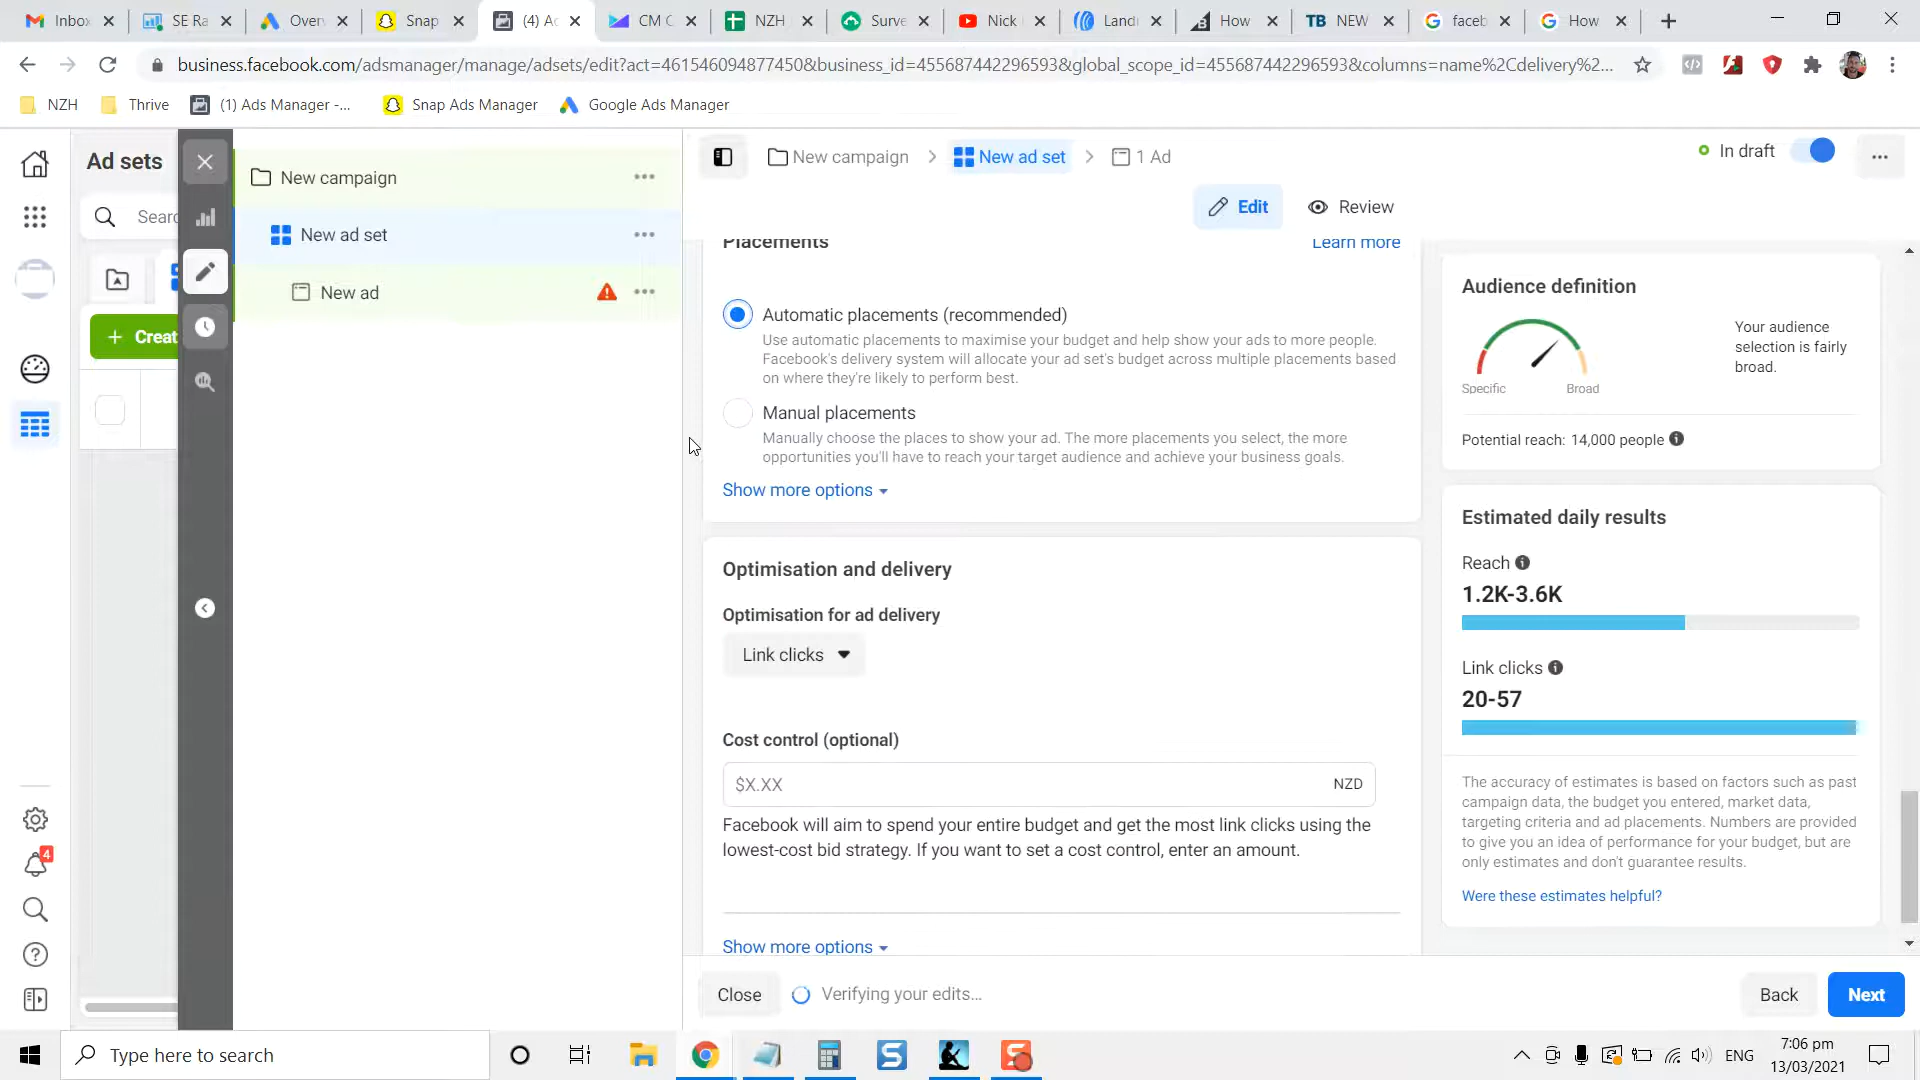 Inbox
SE Ra
Over
Snap
(4) Ac
CM C
NZH
Surve
Nick
Landi
How
TB NEW
faceb
How
business.facebook.com/adsmanager/manage/adsets/edit?act=461546094877450&business_id=455687442296593&global_scope_id=455687442296593&columns=name%2Cdelivery%2...
NZH
Thrive
(1) Ads Manager -...
Snap Ads Manager
Google Ads Manager
Ad sets
Searc
+ Creat
New campaign
New ad set
New ad
New campaign
New ad set
1 Ad
In draft
Edit
Review
Placements
Learn more
Automatic placements (recommended)
Use automatic placements to maximise your budget and help show your ads to more people.
Facebook's delivery system will allocate your ad set's budget across multiple placements based
on where they're likely to perform best.
Manual placements
Manually choose the places to show your ad. The more placements you select, the more
opportunities you'll have to reach your target audience and achieve your business goals.
Show more options
Optimisation and delivery
Optimisation for ad delivery
Link clicks
Cost control (optional)
$X.XX
NZD
Facebook will aim to spend your entire budget and get the most link clicks using the
lowest-cost bid strategy. If you want to set a cost control, enter an amount.
Show more options
Audience definition
Your audience
selection is fairly
broad.
Specific
Broad
Potential reach: 14,000 people
Estimated daily results
Reach
1.2K-3.6K
Link clicks
20-57
The accuracy of estimates is based on factors such as past
campaign data, the budget you entered, market data,
targeting criteria and ad placements. Numbers are provided
to give you an idea of performance for your budget, but are
only estimates and don't guarantee results.
Were these estimates helpful?
4
Close
Verifying your edits...
Back
Next
Type here to search
ENG
7:06 pm
13/03/2021